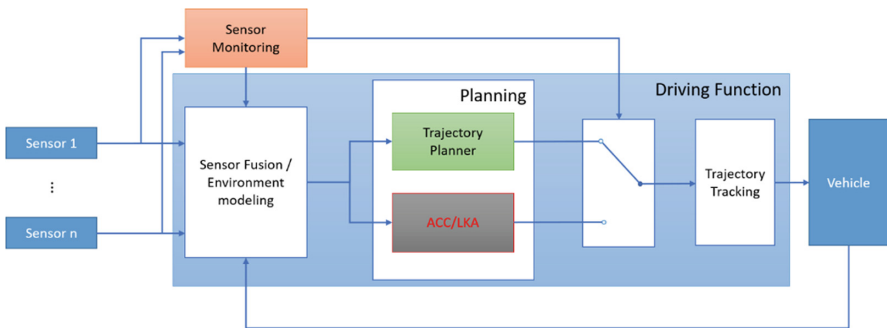 Sensor
Monitoring
Planning
Driving Function
Sensor 1
⋮
Sensor n
Sensor Fusion /
Environment
modeling
Trajectory
Planner
ACC/LKA
Trajectory
Tracking
Vehicle